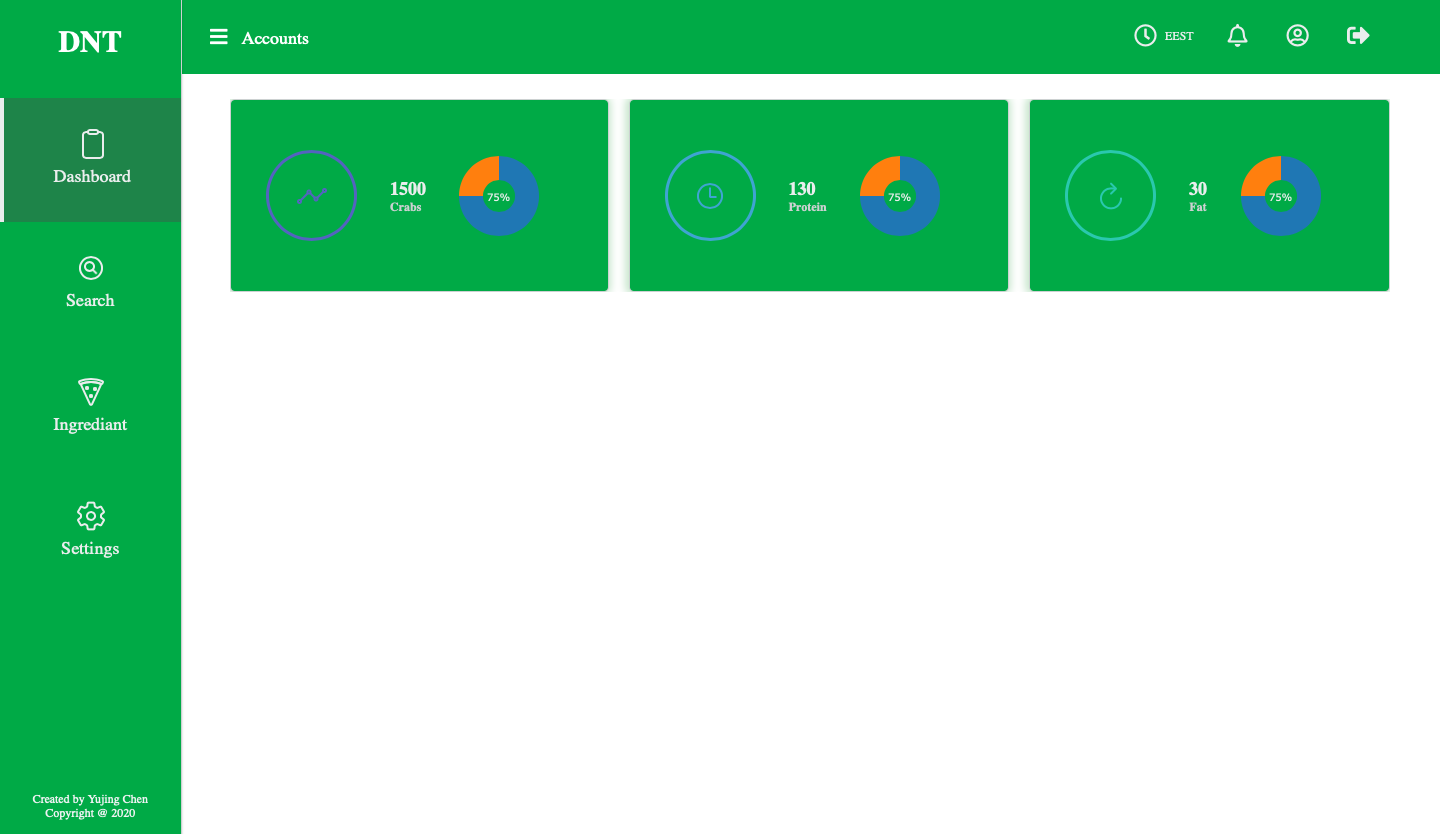 DNT
Accounts
EEST
Dashboard
Search
Ingrediant
Settings
1500
Crabs
75%
130
Protein
75%
30
Fat
75%
Created by Yujing Chen
Copyright @ 2020